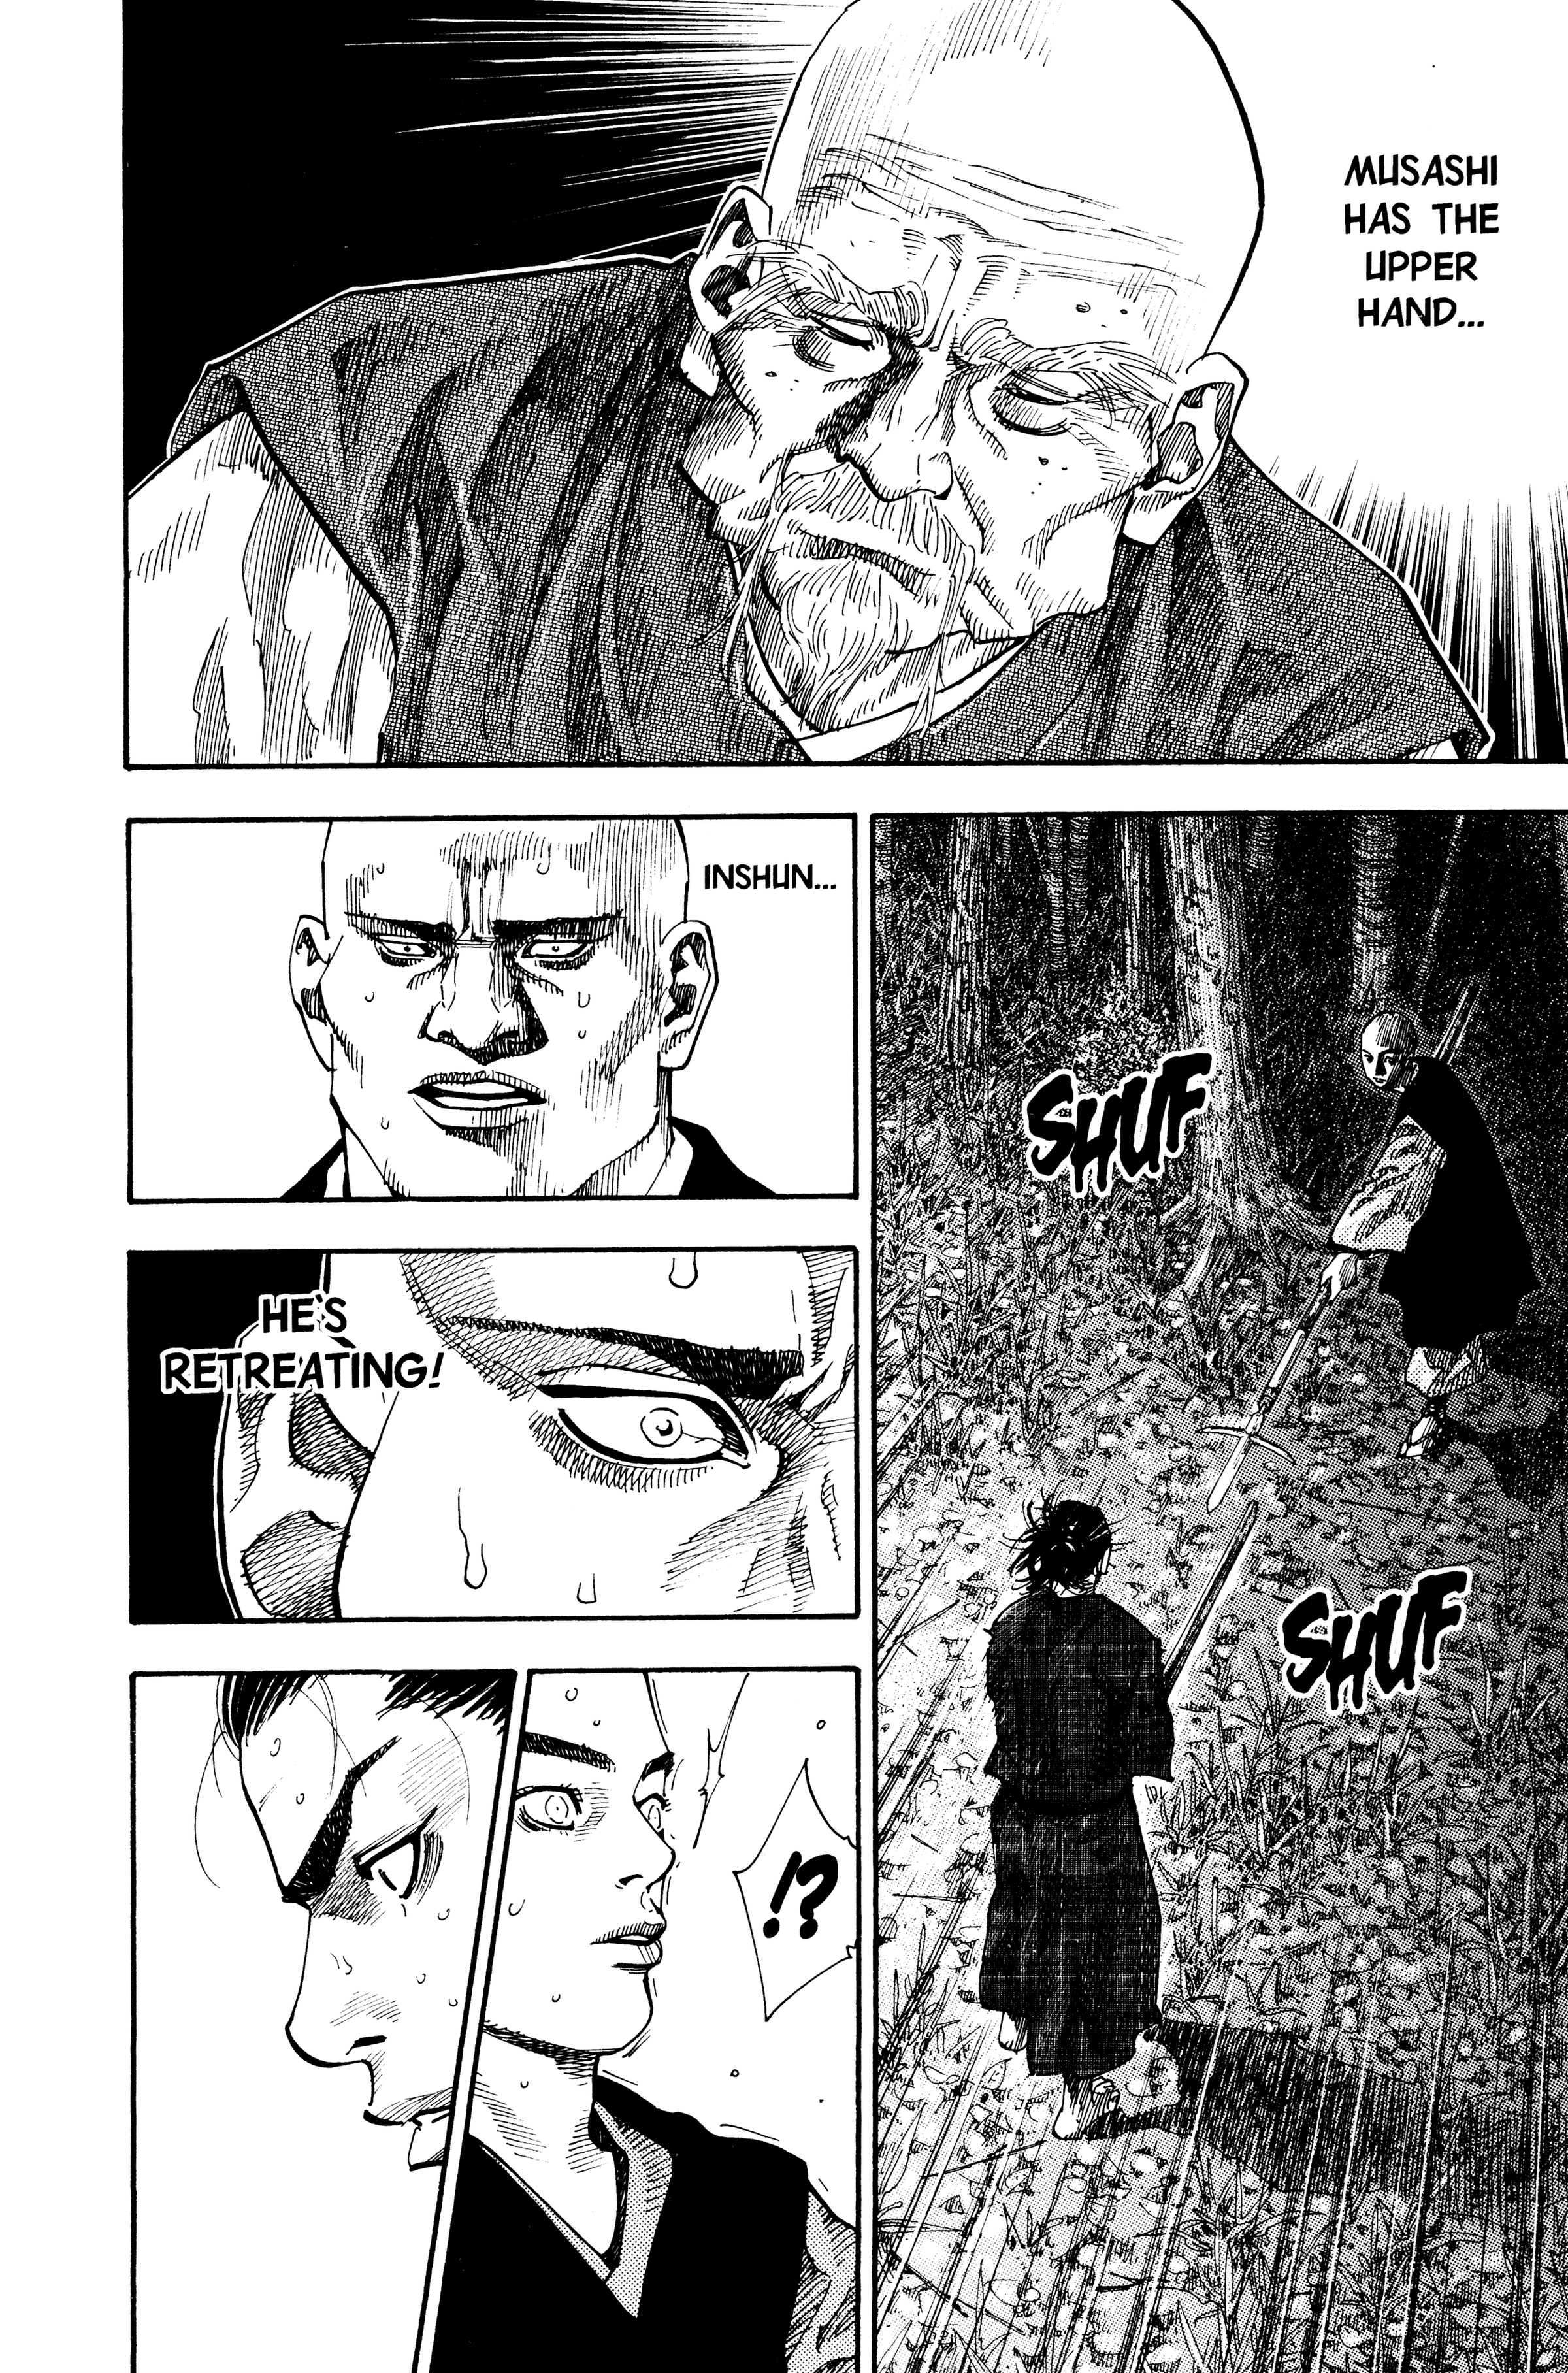 MUSASHI
HAS THE
UPPER
HAND...
SHUF
SHUF
INSHUN...
HE'S
RETREATING!
!?